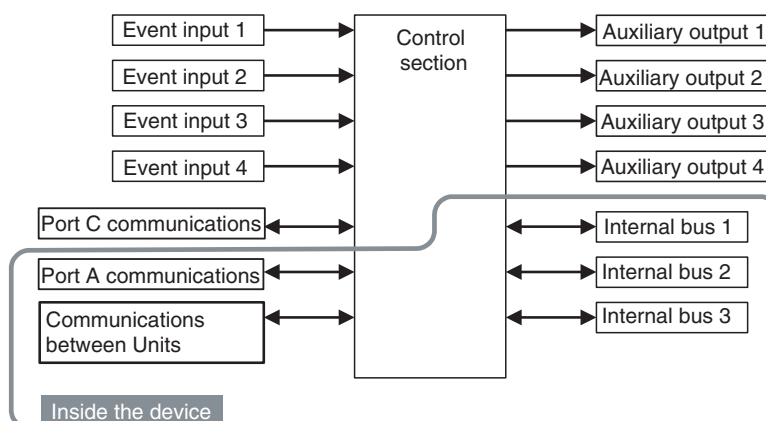 Event input 1
Event input 2
Event input 3
Event input 4
Port C communications
Port A communications
Communications
between Units
Inside the device
Control
section
Auxiliary output 1
Auxiliary output 2
Auxiliary output 3
Auxiliary output 4
Internal bus 1
Internal bus 2
Internal bus 3